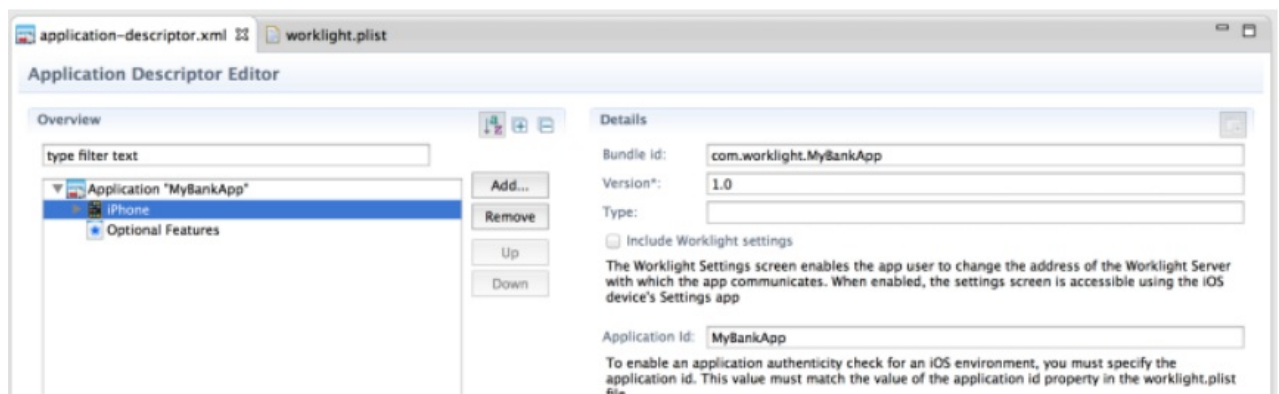 application-descriptor.xml worklight.plist
Application Descriptor Editor
Overview
type filter text
Application "MyBankApp"
iPhone
Optional Features
Add...
Remove
Up
Down
Details
Bundle id: com.worklight.MyBankApp
Version*: 1.0
Type:
Include Worklight settings
The Worklight Settings screen enables the app user to change the address of the Worklight Server
with which the app communicates. When enabled, the settings screen is accessible using the iOS
device's Settings app
Application Id: MyBankApp
To enable an application authenticity check for an iOS environment, you must specify the
application id. This value must match the value of the application id property in the worklight.plist
file